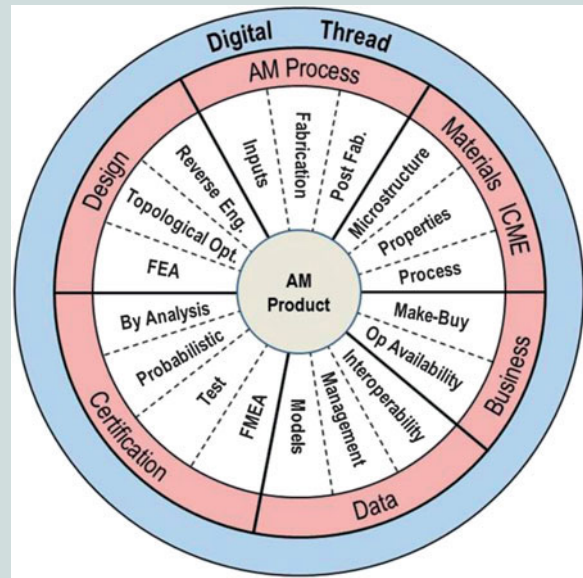 Digital Thread
AM Process
Inputs
Fabrication
Post Fab.
Materials ICME
Microstructure
Properties
Process
Business
Make-Buy
Op Availability
Data
Interoperability
Management
Models
Certification
FMEA
Test
Probabilistic
By Analysis
Design
FEA
Topological Opt.
Reverse Eng.
AM
Product